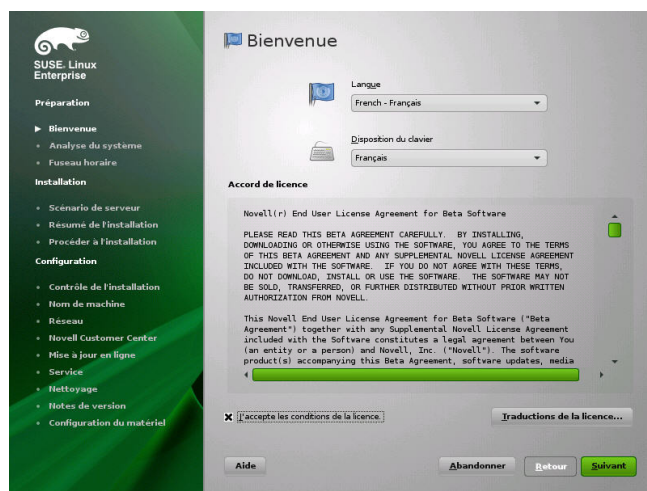 SUSE. Linux
Enterprise
Préparation
Bienvenue
Analyse du système
Fuseau horaire
Installation
Scénario de serveur
Résumé de l'installation
Procéder à l'installation
Configuration
Contrôle de l'installation
Nom de machine
Réseau
Novell Customer Center
Mise à jour en ligne
Service
Nettoyage
Notes de version
Configuration du matériel
Bienvenue
Langue
French - Français
Disposition du clavier
Français
Accord de licence
Novell(r) End User License Agreement for Beta Software
PLEASE READ THIS BETA AGREEMENT CAREFULLY. BY INSTALLING,
DOWNLOADING OR OTHERWISE USING THE SOFTWARE, YOU AGREE TO THE TERMS
OF THIS BETA AGREEMENT AND ANY SUPPLEMENTAL NOVELL LICENSE AGREEMENT
INCLUDED WITH THE SOFTWARE. IF YOU DO NOT AGREE WITH THESE TERMS,
DO NOT DOWNLOAD, INSTALL OR USE THE SOFTWARE. THE SOFTWARE MAY NOT
BE SOLD, TRANSFERRED, OR FURTHER DISTRIBUTED WITHOUT PRIOR WRITTEN
AUTHORIZATION FROM NOVELL.
This Novell End User License Agreement for Beta Software ("Beta
Agreement") together with any Supplemental Novell License Agreement
included with the Software constitutes a legal agreement between You
(an entity or a person) and Novell, Inc. ("Novell"). The software
product(s) accompanying this Beta Agreement, software updates, media
J'accepte les conditions de la licence.
Traductions de la licence...
Aide
Abandonner
Retour
Suivant